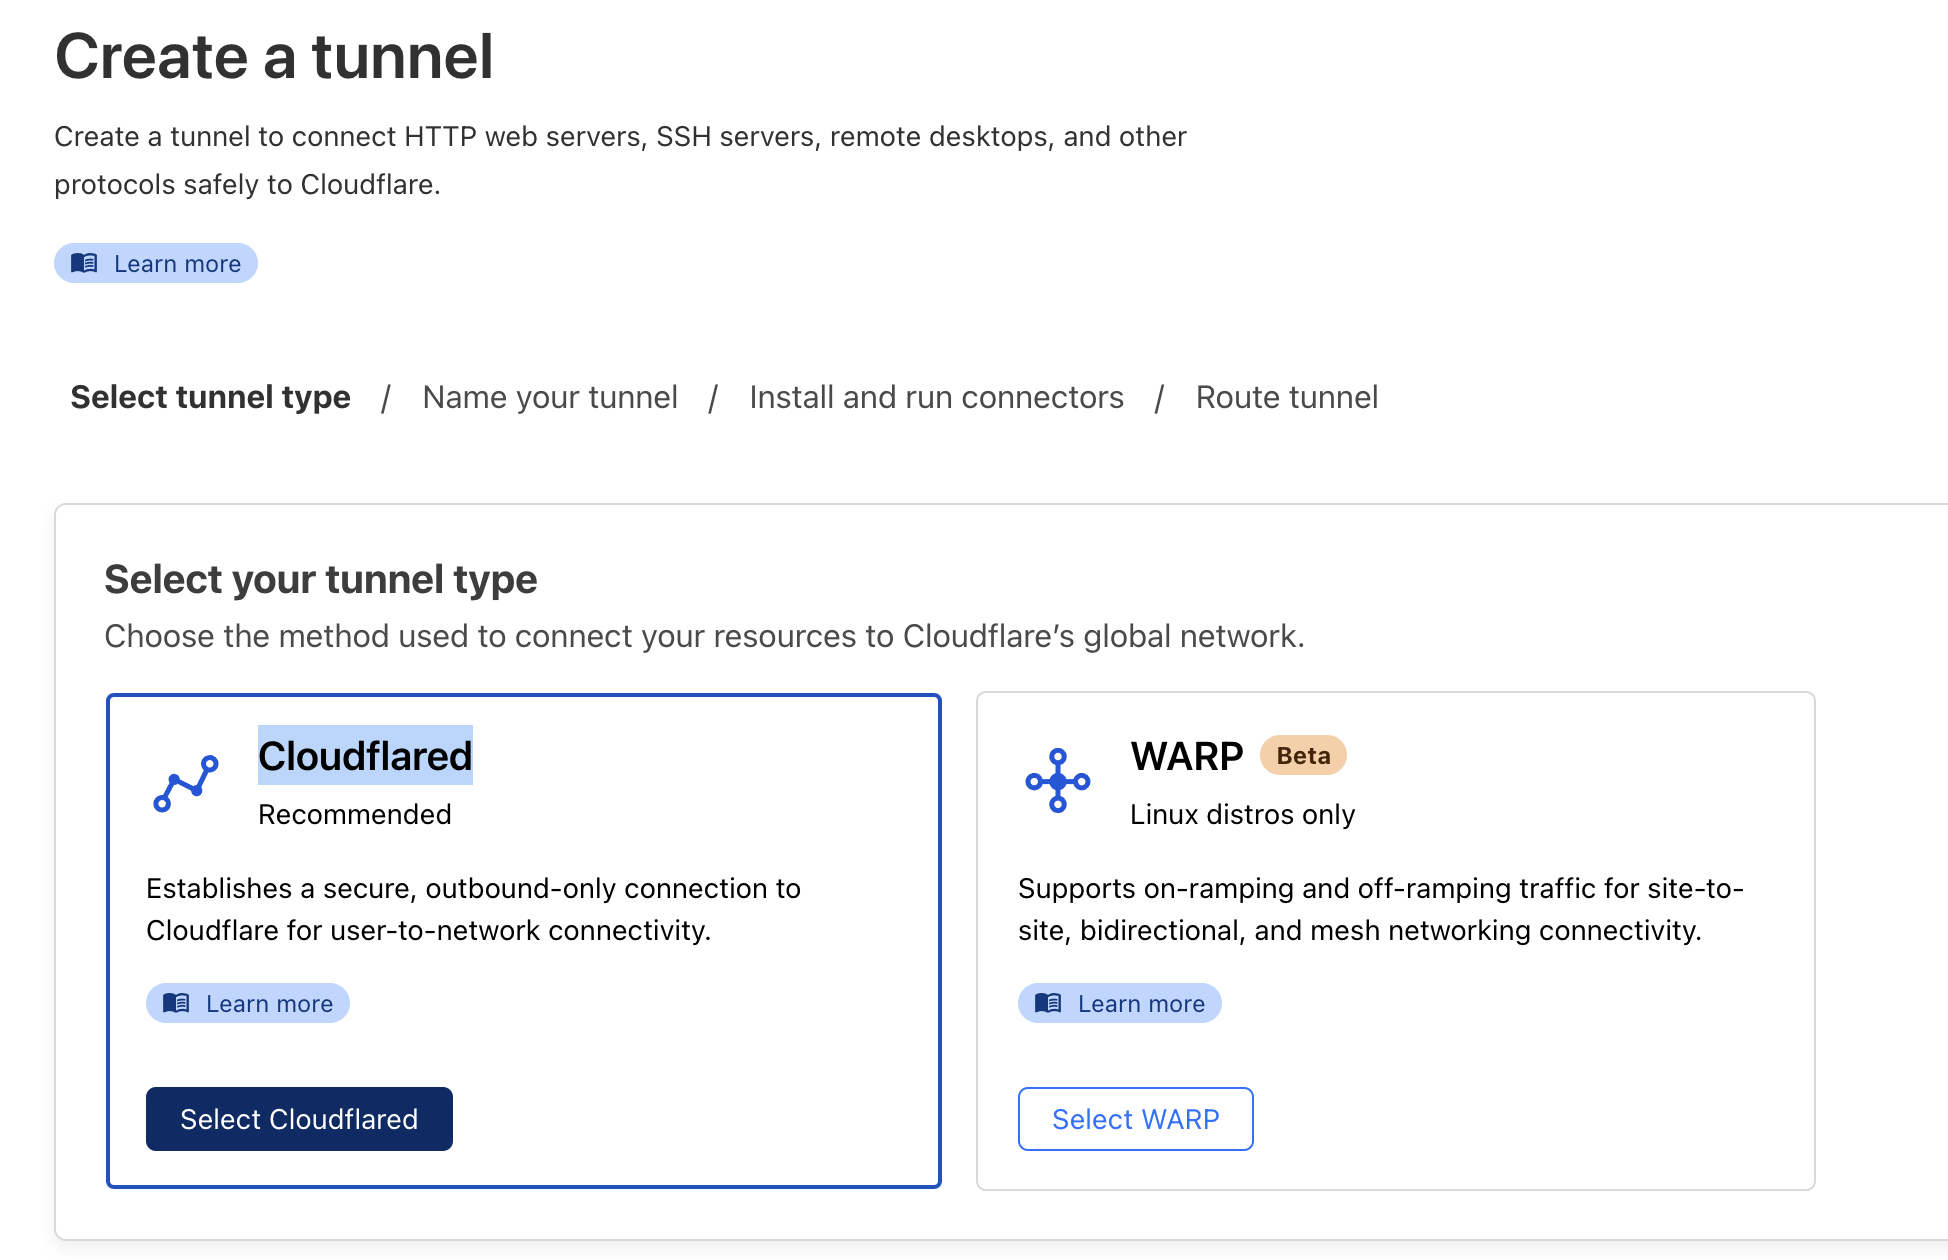 Create a tunnel
Create a tunnel to connect HTTP web servers, SSH servers, remote desktops, and other
protocols safely to Cloudflare.
Learn more
Select tunnel type / Name your tunnel / Install and run connectors / Route tunnel
Select your tunnel type
Choose the method used to connect your resources to Cloudflare’s global network.
Cloudflared
Recommended
Establishes a secure, outbound-only connection to
Cloudflare for user-to-network connectivity.
Learn more
Select Cloudflared
WARP Beta
Linux distros only
Supports on-ramping and off-ramping traffic for site-to-
site, bidirectional, and mesh networking connectivity.
Learn more
Select WARP